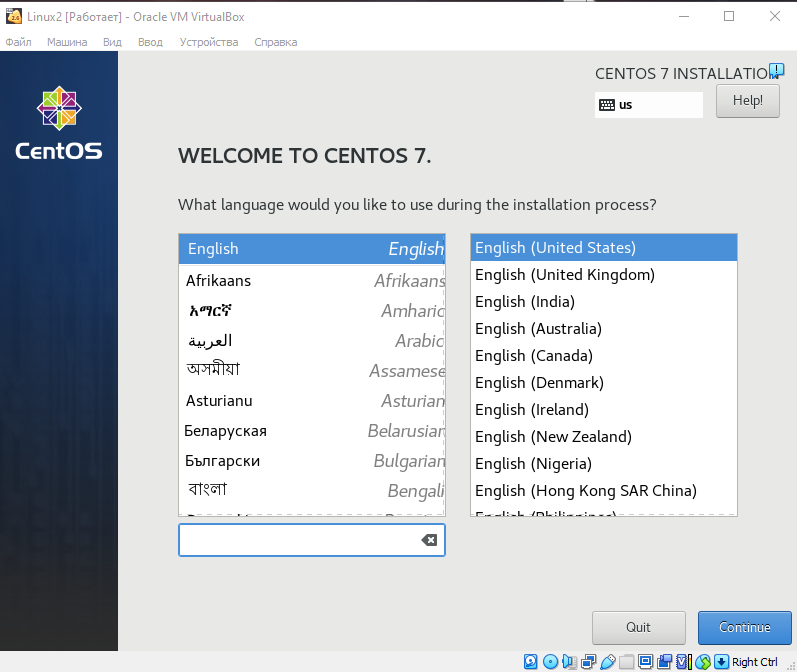 Linux2 [Работает] - Oracle VM VirtualBox
Файл Машина Вид Ввод Устройства Справка
CENTOS 7 INSTALLATION
us
Help!
CentOS
WELCOME TO CENTOS 7.
What language would you like to use during the installation process?
English English
Afrikaans Afrikaans
አማርኛ Amharic
العربية Arabic
অসমীয়া Assamese
Asturianu Asturian
Беларуская Belarusian
Български Bulgarian
বাংলা Bengali
English (United States)
English (United Kingdom)
English (India)
English (Australia)
English (Canada)
English (Denmark)
English (Ireland)
English (New Zealand)
English (Nigeria)
English (Hong Kong SAR China)
English (Philippines)
Quit
Continue
Right Ctrl